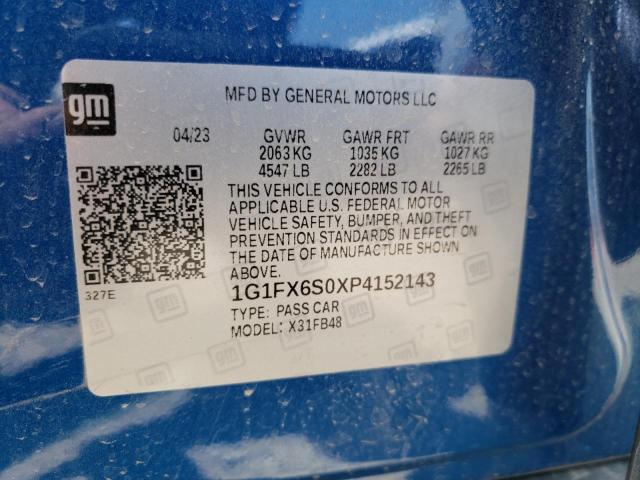 gm
MFD BY GENERAL MOTORS LLC
04/23 GVWR GAWR FRT GAWR RR
2063 KG 1035 KG 1027 KG
4547 LB 2282 LB 2265 LB
THIS VEHICLE CONFORMS TO ALL
APPLICABLE U.S. FEDERAL MOTOR
VEHICLE SAFETY, BUMPER, AND THEFT
PREVENTION STANDARDS IN EFFECT ON
THE DATE OF MANUFACTURE SHOWN
ABOVE.
327E
1G1FX6S0XP4152143
TYPE: PASS CAR
MODEL: X31FB48